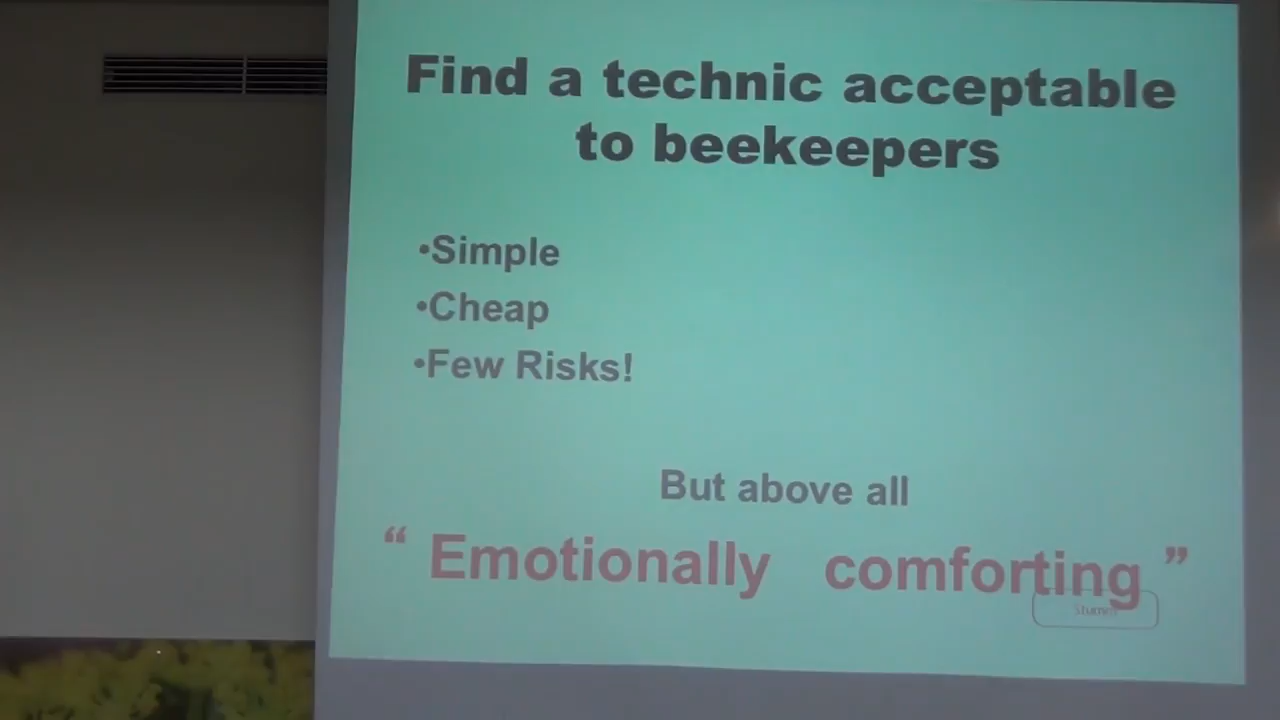 Find a technic acceptable
to beekeepers
•Simple
•Cheap
•Few Risks!
But above all
“ Emotionally comforting ”